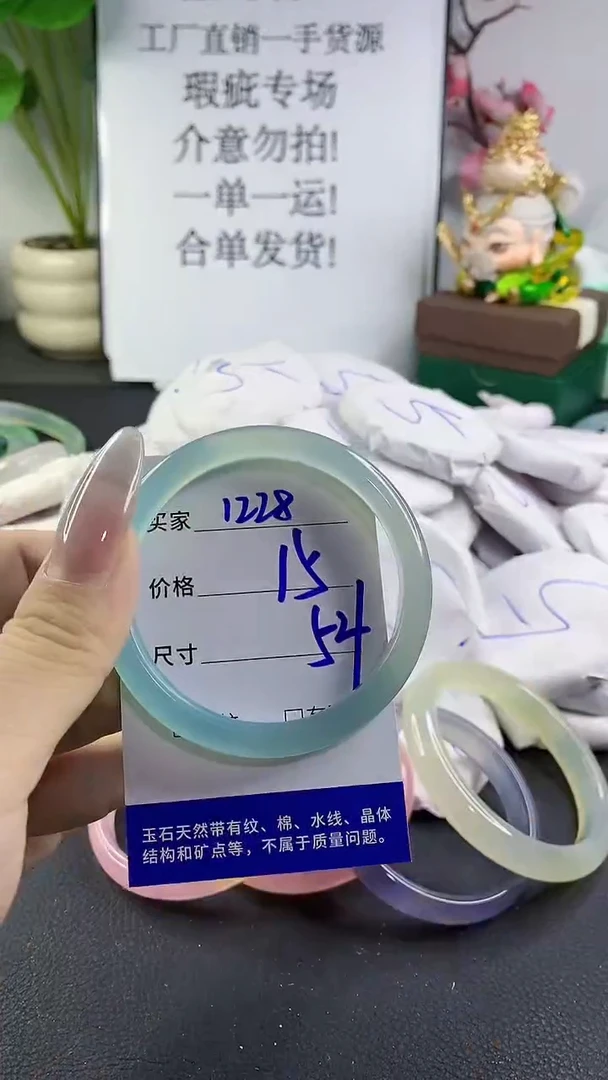 工厂直销一手货源
瑕疵专场
介意勿拍!
一单一运!
合单发货!
买家 1228
价格 15
尺寸 54
玉石天然带有纹、棉、水线、晶体
结构和矿点等，不属于质量问题。